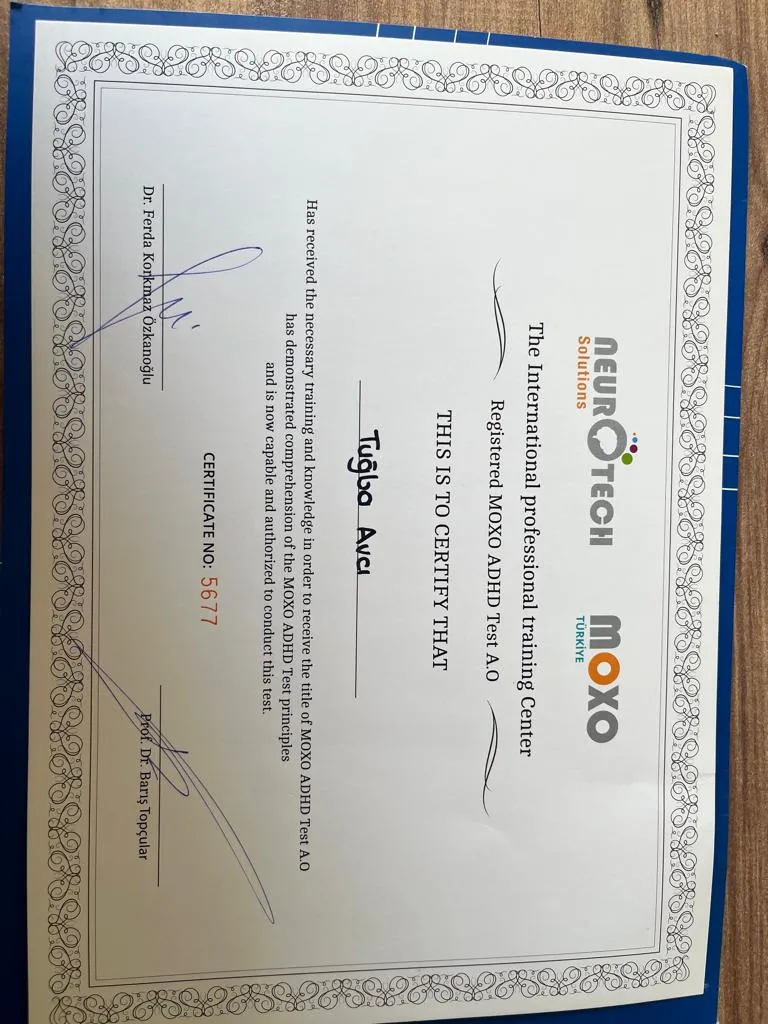 NEUROTECH
Solutions
MOXO
TÜRKİYE
The International professional training Center
Registered MOXO ADHD Test A.O
THIS IS TO CERTIFY THAT
Tuğba Avcı
Has received the necessary training and knowledge in order to receive the title of MOXO ADHD Test A.O
has demonstrated comprehension of the MOXO ADHD Test principles
and is now capable and authorized to conduct this test.
CERTIFICATE NO: 5677
Dr. Ferda Korkmaz Özkanoğlu
Prof. Dr. Barış Topçular